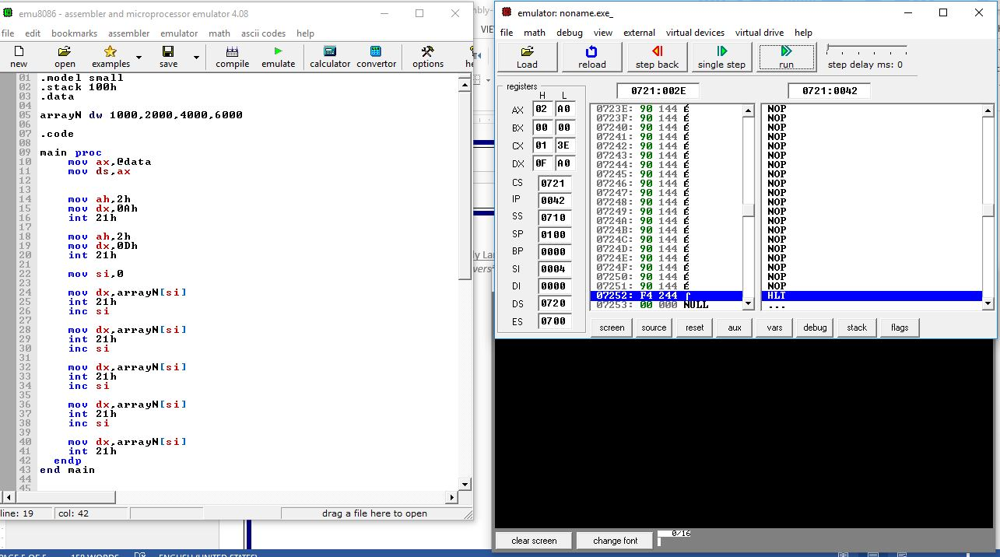 emu8086 - assembler and microprocessor emulator 4.08
file edit bookmarks assembler emulator math ascii codes help
new open examples save compile emulate calculator convertor options he
01 .model small
02 .stack 100h
03 .data
04
05 arrayN dw 1000,2000,4000,6000
06
07 .code
08
09 main proc
10 mov ax,@data
11 mov ds,ax
12
13
14 mov ah,2h
15 mov dx,0Ah
16 int 21h
17
18 mov ah,2h
19 mov dx,0Dh
20 int 21h
21
22 mov si,0
23
24 mov dx,arrayN[si]
25 int 21h
26 inc si
27
28 mov dx,arrayN[si]
29 int 21h
30 inc si
31
32 mov dx,arrayN[si]
33 int 21h
34 inc si
35
36 mov dx,arrayN[si]
37 int 21h
38 inc si
39
40 mov dx,arrayN[si]
41 int 21h
42 endp
43 end main
44
45
line: 19 col: 42 drag a file here to open
bly-
VIE
y Lan
vers
emulator: noname.exe_
file math debug view external virtual devices virtual drive help
Load reload step back single step run step delay ms: 0
registers
H L
AX 02 A0
BX 00 00
CX 01 3E
DX 0F A0
CS 0721
IP 0042
SS 0710
SP 0100
BP 0000
SI 0004
DI 0000
DS 0720
ES 0700
0721:002E 0721:0042
0723E: 90 144 É NOP
0723F: 90 144 É NOP
07240: 90 144 É NOP
07241: 90 144 É NOP
07242: 90 144 É NOP
07243: 90 144 É NOP
07244: 90 144 É NOP
07245: 90 144 É NOP
07246: 90 144 É NOP
07247: 90 144 É NOP
07248: 90 144 É NOP
07249: 90 144 É NOP
0724A: 90 144 É NOP
0724B: 90 144 É NOP
0724C: 90 144 É NOP
0724D: 90 144 É NOP
0724E: 90 144 É NOP
0724F: 90 144 É NOP
07250: 90 144 É NOP
07251: 90 144 É NOP
07252: F4 244 ⌠ HLT
07253: 00 000 NULL ...
screen source reset aux vars debug stack flags
clear screen change font 0/16
PAGE 5 OF 5 158 WORDS ENGLISH (UNITED STATES)